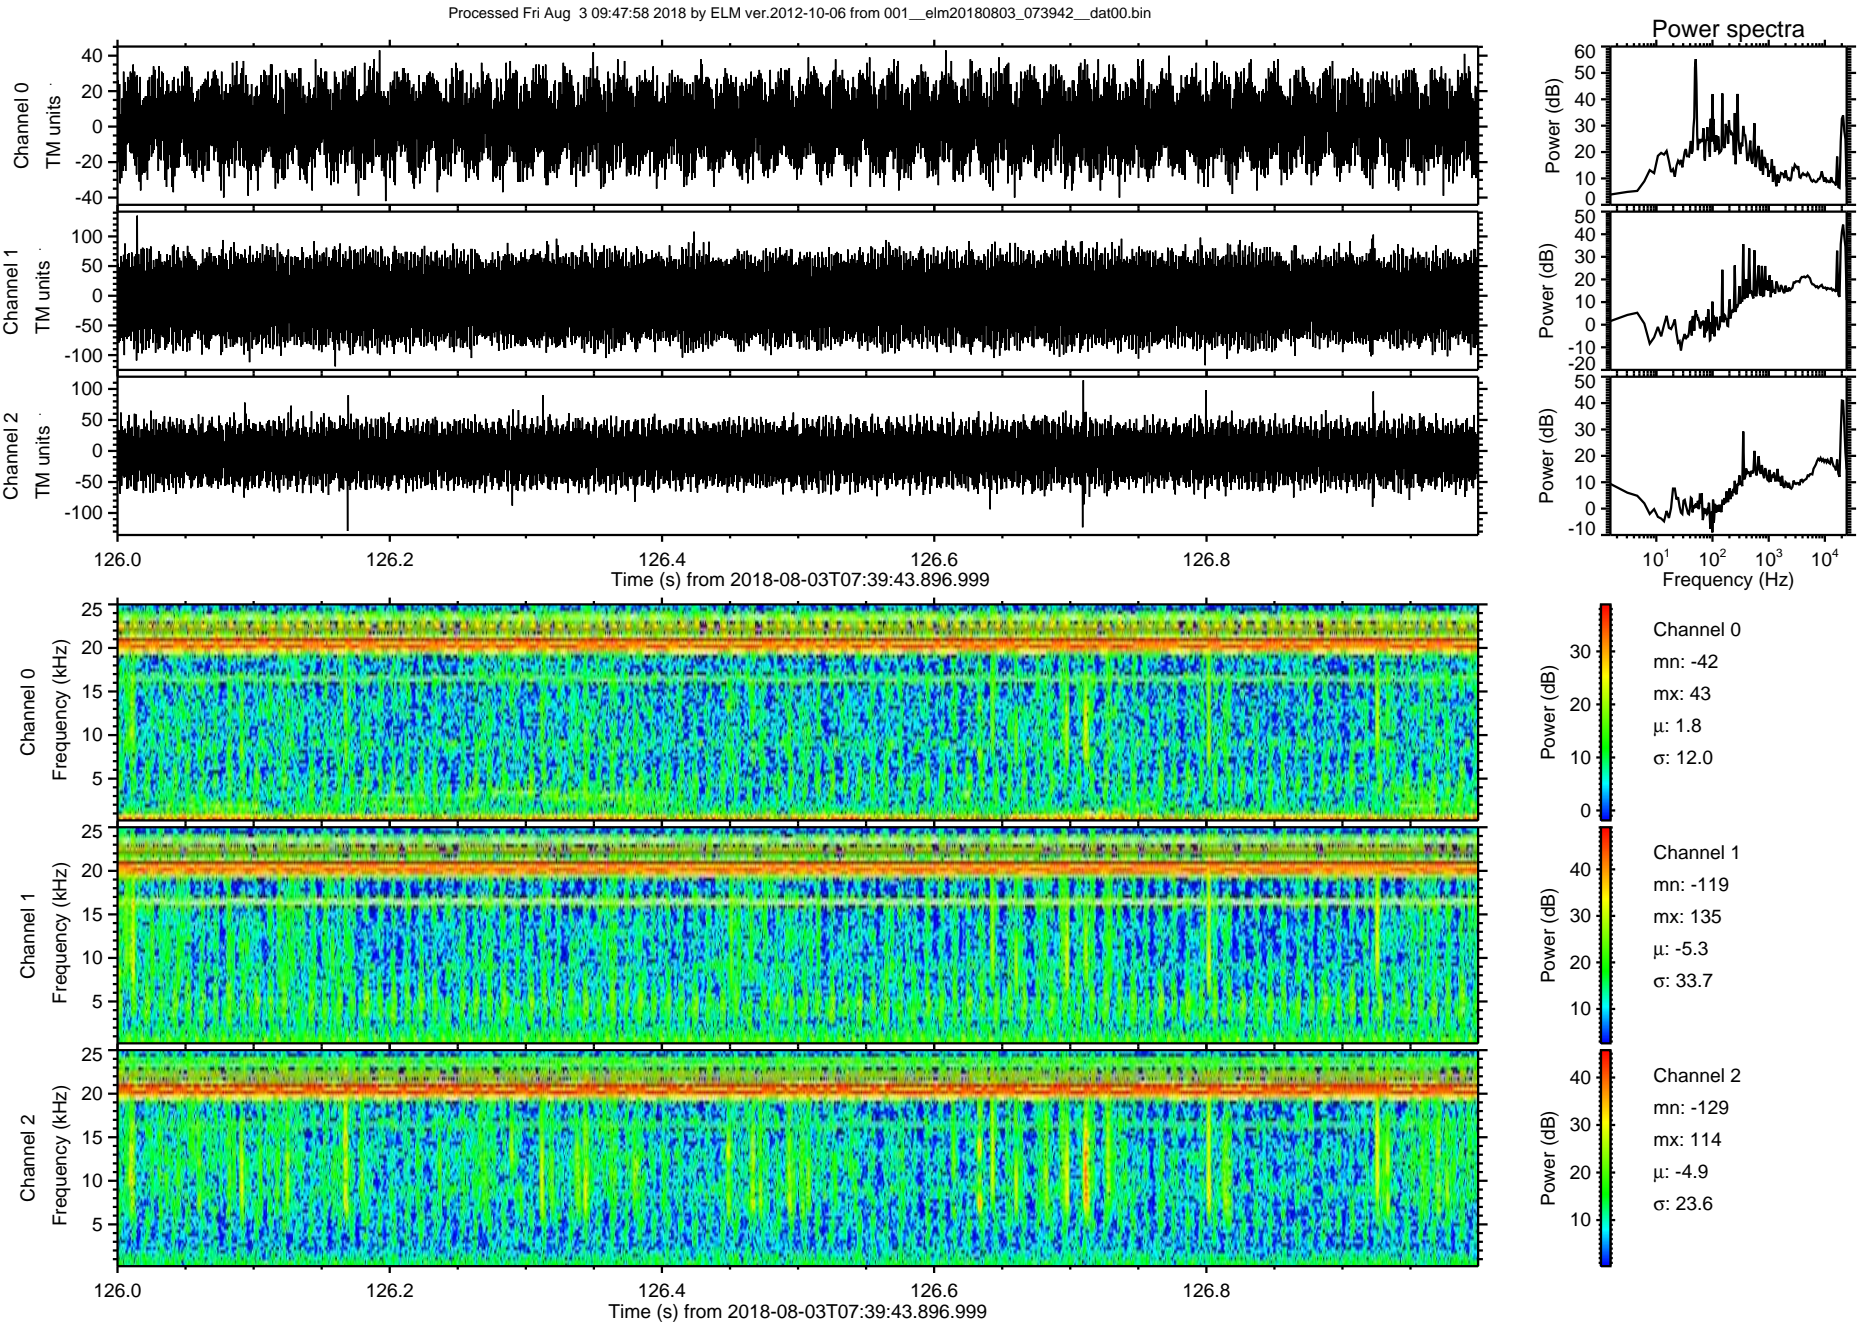 Processed Fri Aug  3 09:47:58 2018 by ELM ver.2012-10-06 from 001__elm20180803_073942__dat00.bin
Power spectra
Channel 0
TM units
40
20
0
-20
-40
Power (dB)
60
50
40
30
20
10
0
Channel 1
TM units
100
50
0
-50
-100
Power (dB)
50
40
30
20
10
0
-10
-20
Channel 2
TM units
100
50
0
-50
-100
Power (dB)
50
40
30
20
10
0
-10
126.0 126.2 126.4 126.6 126.8
Time (s) from 2018-08-03T07:39:43.896.999
10^1 10^2 10^3 10^4
Frequency (Hz)
Channel 0
Frequency (kHz)
25
20
15
10
5
Power (dB)
30
20
10
0
Channel 0
mn: -42
mx: 43
μ: 1.8
σ: 12.0
Channel 1
Frequency (kHz)
25
20
15
10
5
Power (dB)
40
30
20
10
Channel 1
mn: -119
mx: 135
μ: -5.3
σ: 33.7
Channel 2
Frequency (kHz)
25
20
15
10
5
Power (dB)
40
30
20
10
Channel 2
mn: -129
mx: 114
μ: -4.9
σ: 23.6
126.0 126.2 126.4 126.6 126.8
Time (s) from 2018-08-03T07:39:43.896.999